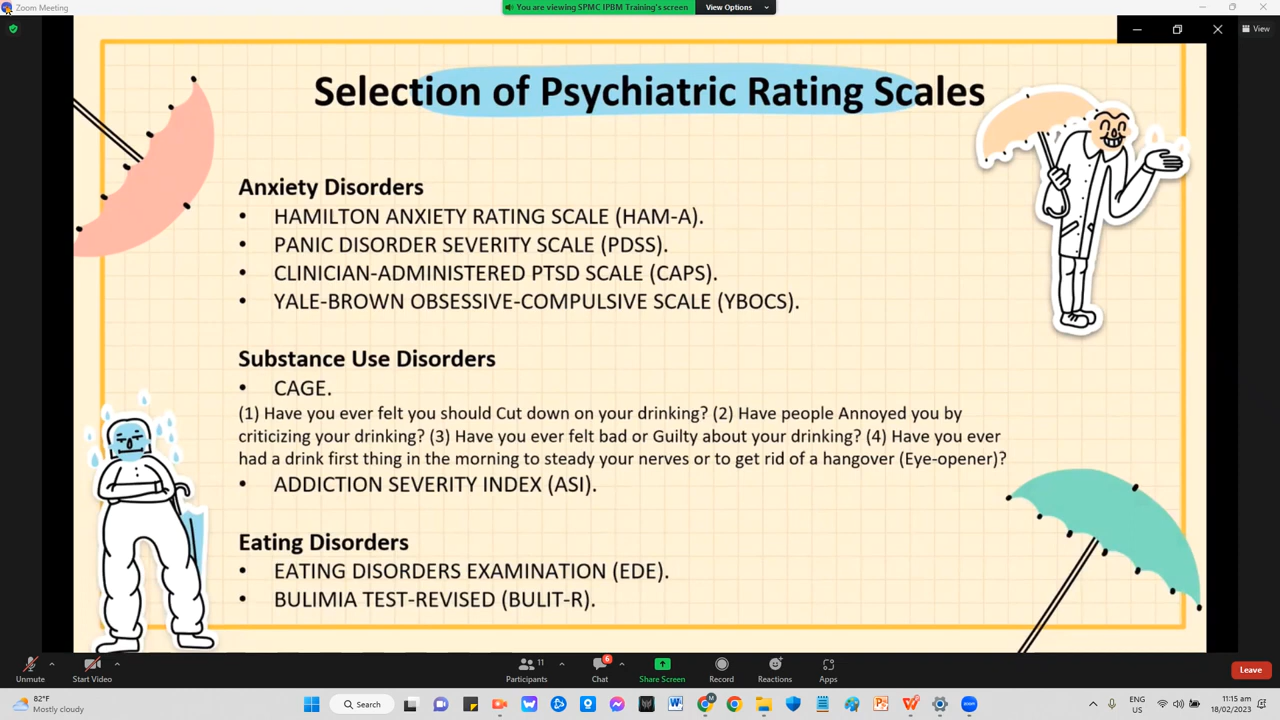 Zoom Meeting
You are viewing SPMC IPBM Training's screen
View Options
View
Selection of Psychiatric Rating Scales
Anxiety Disorders
• HAMILTON ANXIETY RATING SCALE (HAM-A).
• PANIC DISORDER SEVERITY SCALE (PDSS).
• CLINICIAN-ADMINISTERED PTSD SCALE (CAPS).
• YALE-BROWN OBSESSIVE-COMPULSIVE SCALE (YBOCS).
Substance Use Disorders
• CAGE.
(1) Have you ever felt you should Cut down on your drinking? (2) Have people Annoyed you by
criticizing your drinking? (3) Have you ever felt bad or Guilty about your drinking? (4) Have you ever
had a drink first thing in the morning to steady your nerves or to get rid of a hangover (Eye-opener)?
• ADDICTION SEVERITY INDEX (ASI).
Eating Disorders
• EATING DISORDERS EXAMINATION (EDE).
• BULIMIA TEST-REVISED (BULIT-R).
Unmute
Start Video
11
Participants
6
Chat
Share Screen
Record
Reactions
Apps
Leave
82°F
Mostly cloudy
Search
ENG
US
11:15 am
18/02/2023